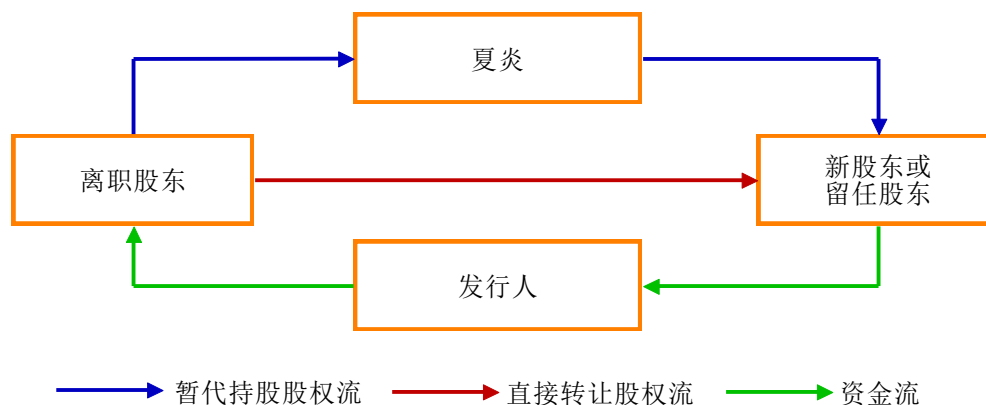 夏炎
离职股东
新股东或
留任股东
发行人
暂代持股股权流
直接转让股权流
资金流